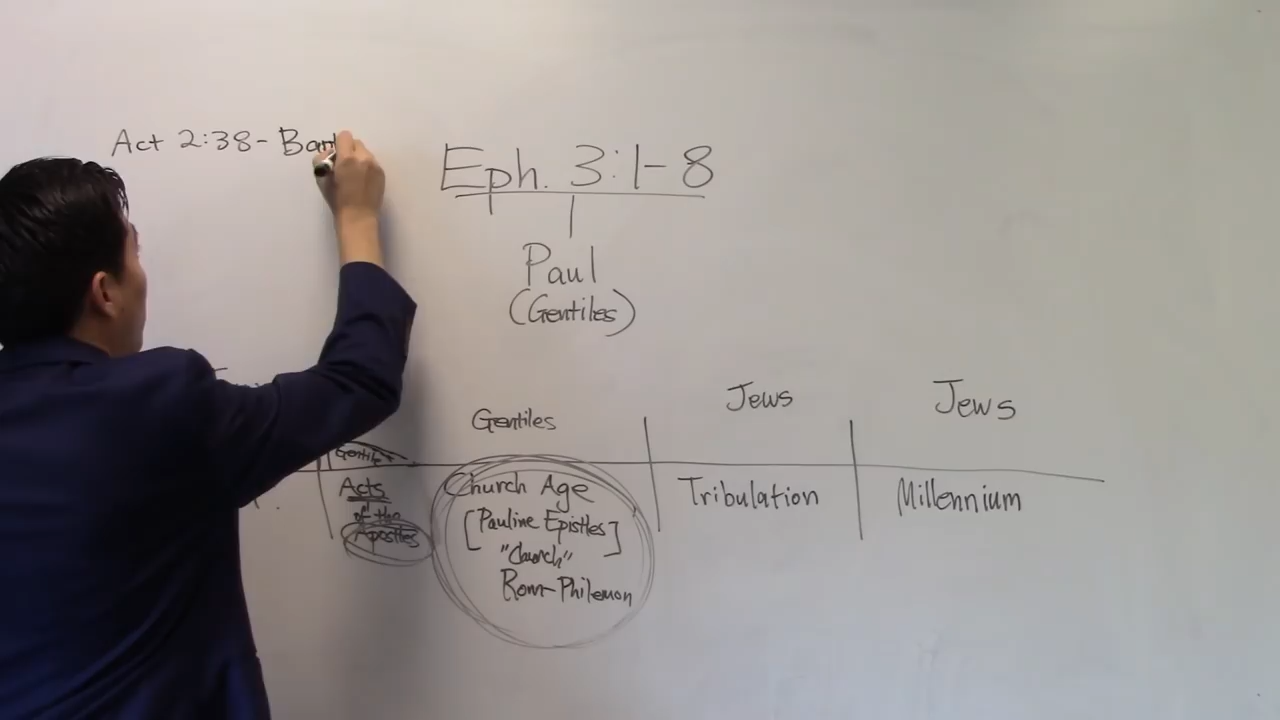 Act 2:38-
Eph. 3:1-8
Paul
(Gentiles)
Gentiles
Jews
Jews
Gentile
Acts
of the
Apostles
Church Age
[Pauline Epistles]
"Church"
Rom-Philemon
Tribulation
Millennium